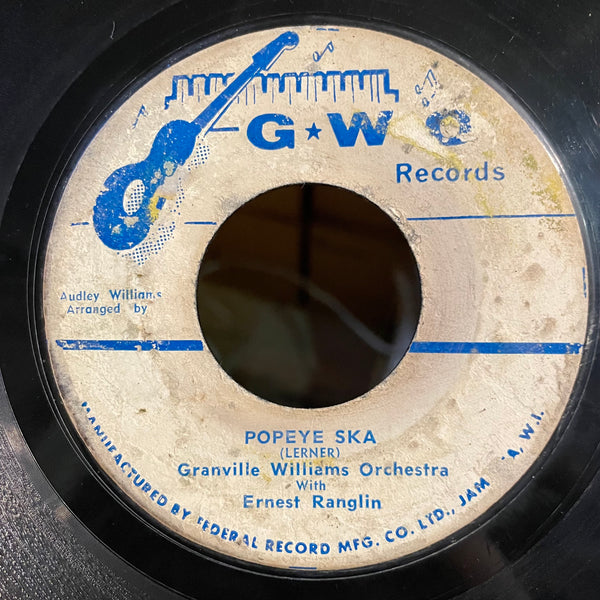 G★W
Records
Audley Williams
Arranged by
POPEYE SKA
(LERNER)
Granville Williams Orchestra
With
Ernest Ranglin
MANUFACTURED BY FEDERAL RECORD MFG. CO. LTD., JAM A, W.I.